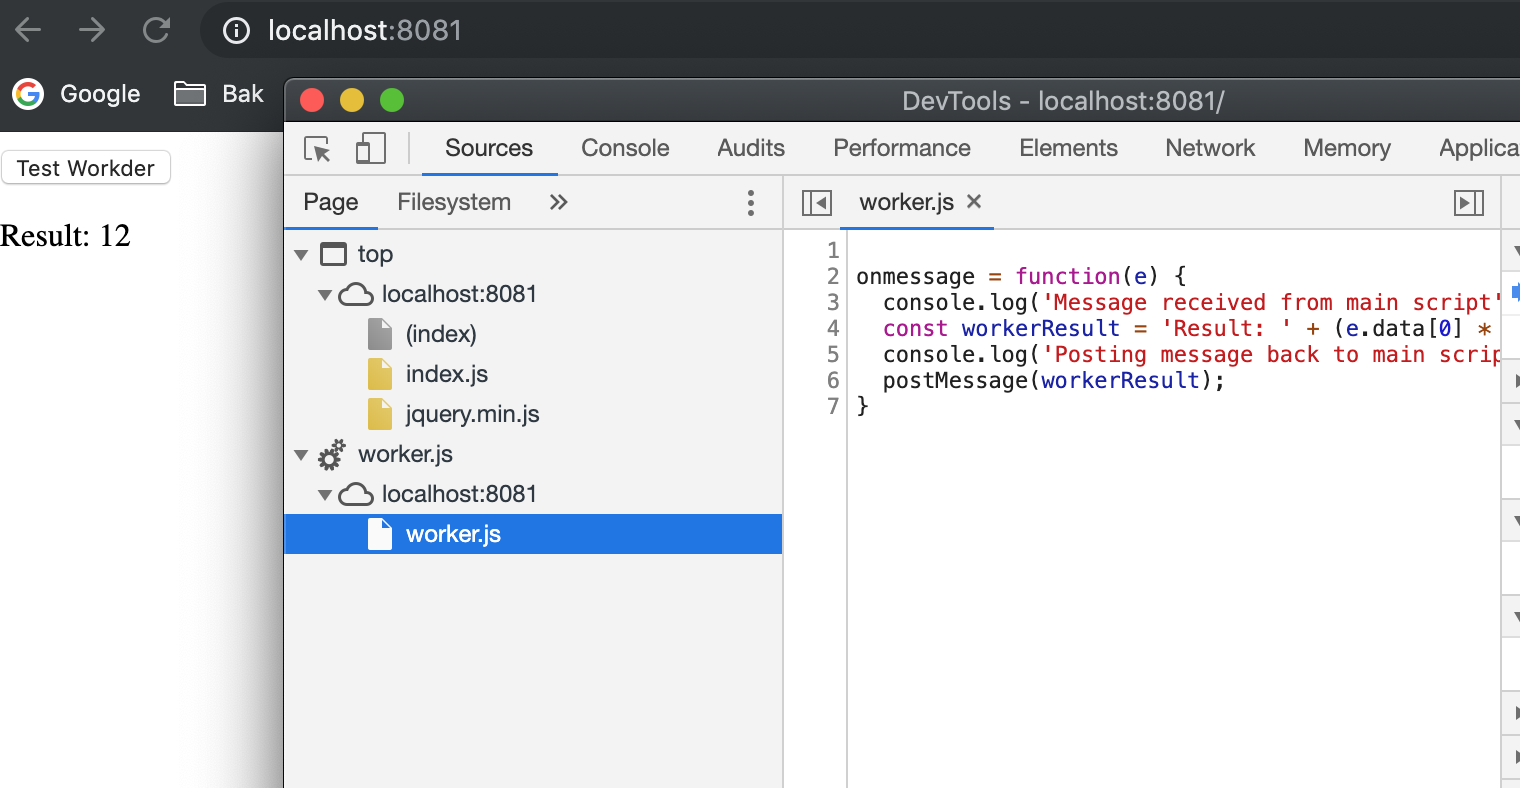 localhost:8081
Google Bak
DevTools - localhost:8081/
Test Workder
Result: 12
Sources Console Audits Performance Elements Network Memory Applica
Page Filesystem »
worker.js ×
top
localhost:8081
(index)
index.js
jquery.min.js
worker.js
localhost:8081
worker.js
1
2 onmessage = function(e) {
3 console.log('Message received from main script'
4 const workerResult = 'Result: ' + (e.data[0] *
5 console.log('Posting message back to main scrip
6 postMessage(workerResult);
7 }